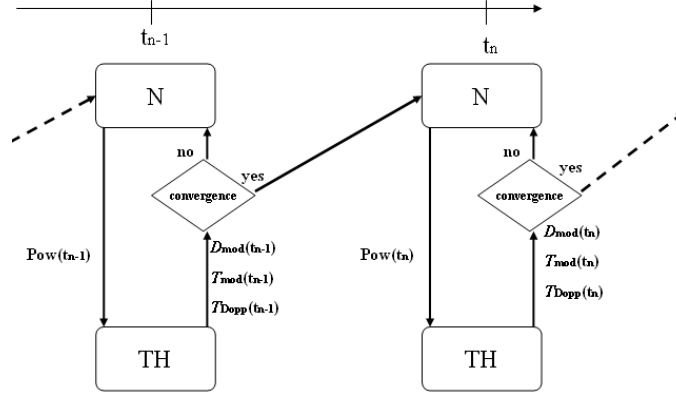 tn-1
tn
N
N
no
yes
no
yes
convergence
convergence
Pow(tn-1)
Dmod(tn-1)
Tmod(tn-1)
TDopp(tn-1)
Pow(tn)
Dmod(tn)
Tmod(tn)
TDopp(tn)
TH
TH